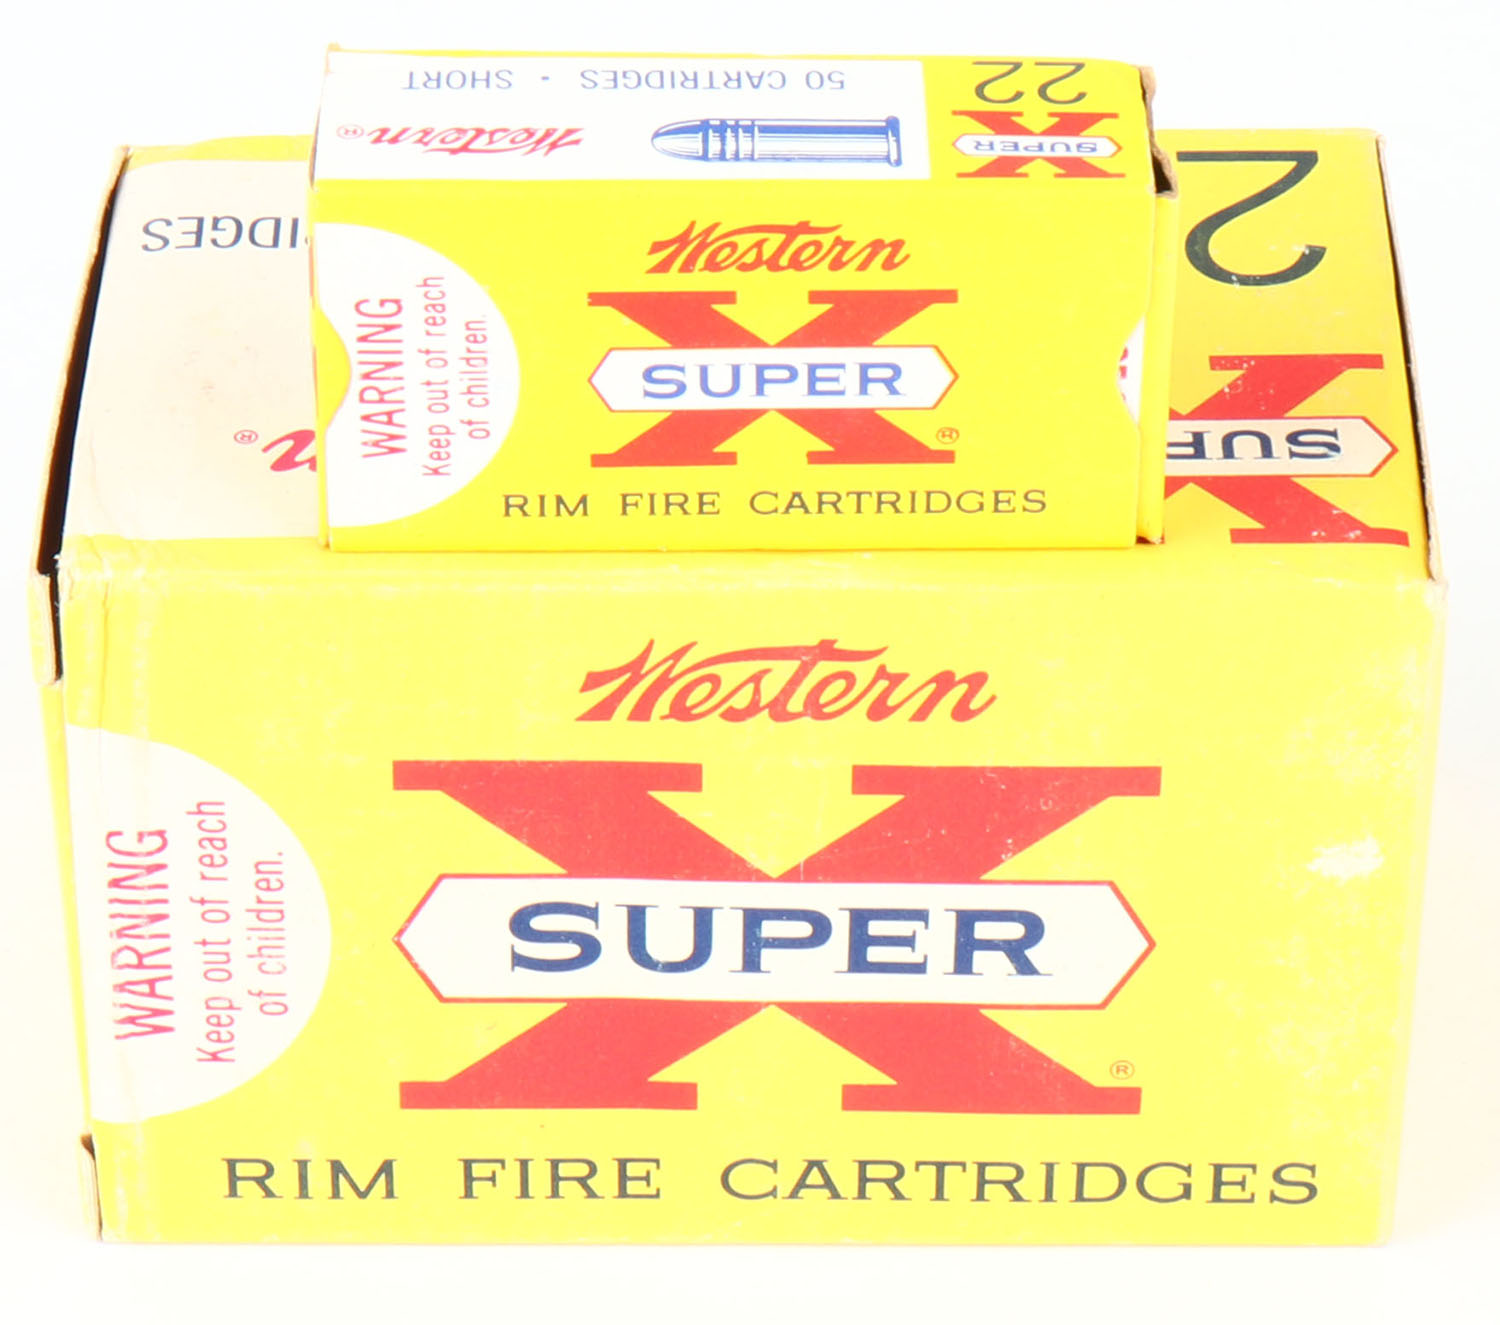 50 CARTRIDGES • SHORT
Western®
22
SUPER X
Western
SUPER X
®
RIM FIRE CARTRIDGES
WARNING
Keep out of reach
of children.
2
Western
SUPER X
®
RIM FIRE CARTRIDGES
WARNING
Keep out of reach
of children.